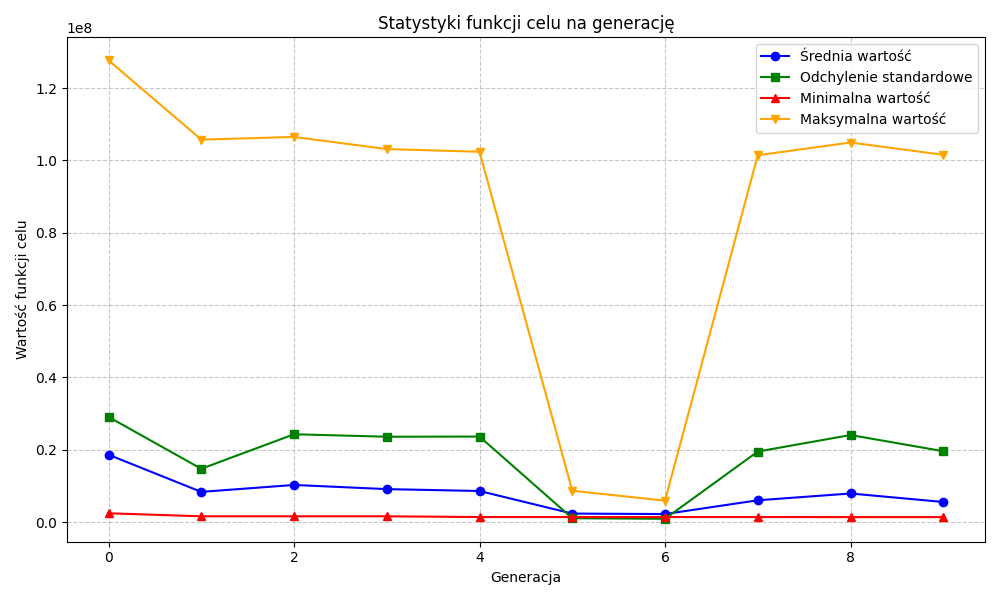 Statystyki funkcji celu na generację
1e8
Średnia wartość
Odchylenie standardowe
Minimalna wartość
Maksymalna wartość
1.2
1.0
0.8
0.6
0.4
0.2
0.0
Wartość funkcji celu
0 2 4 6 8
Generacja